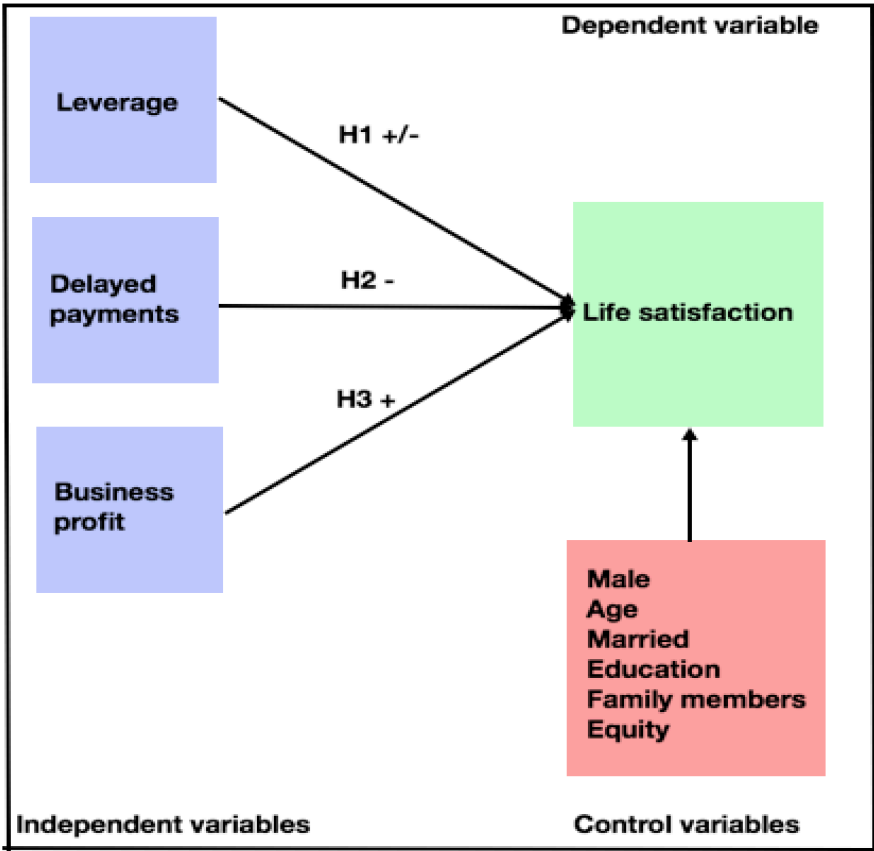 Dependent variable
Leverage
H1 +/-
Delayed
payments
H2 -
Life satisfaction
H3 +
Business
profit
Male
Age
Married
Education
Family members
Equity
Independent variables
Control variables